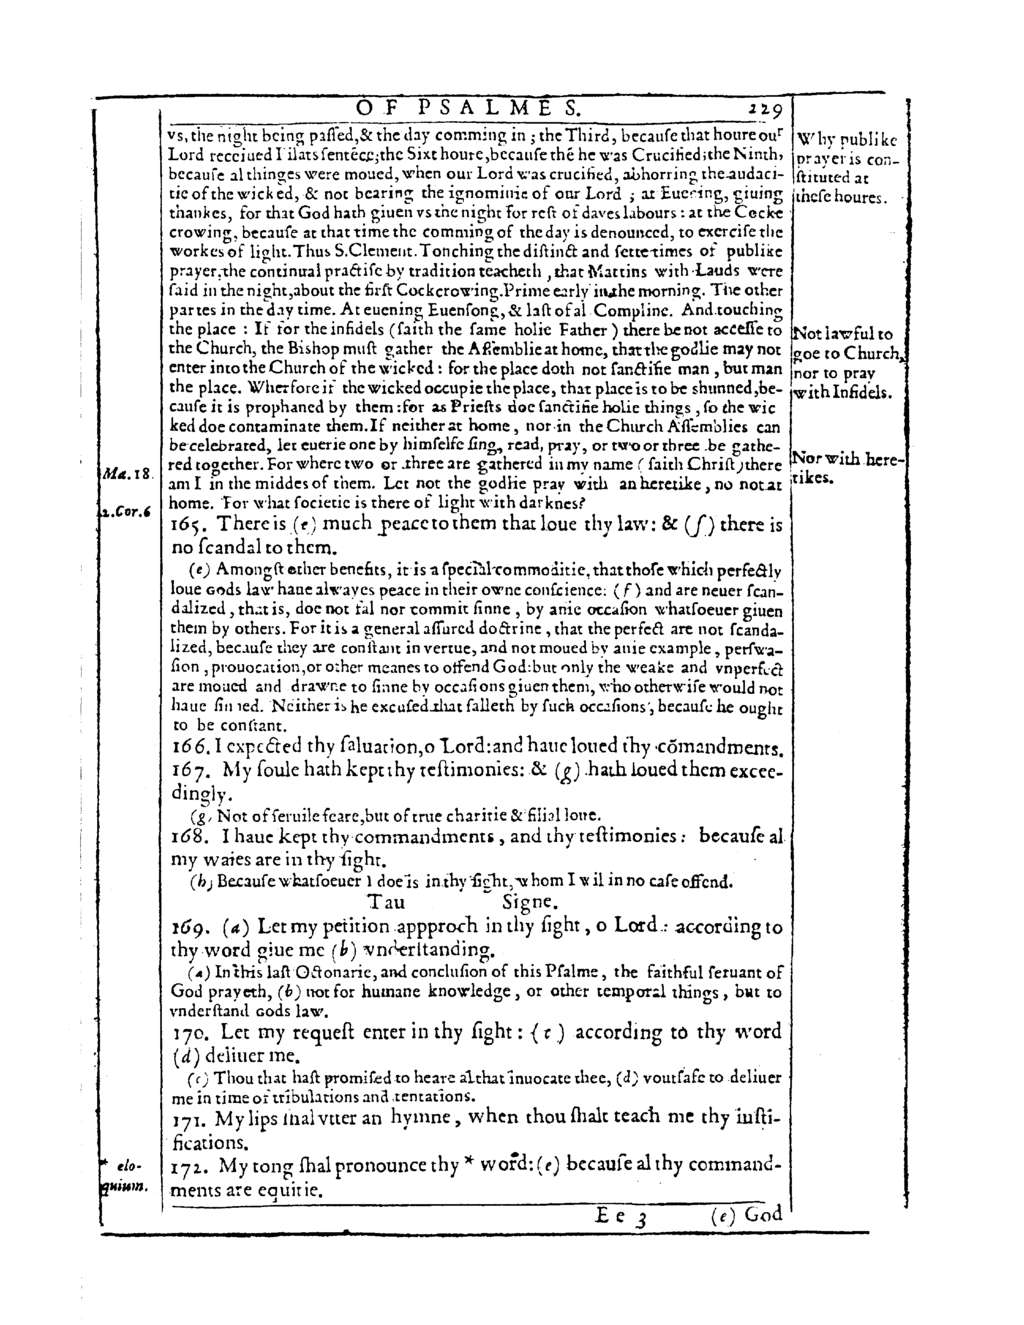 OF PSALMES.
229
vs, the night being paſſed,& the day comming in ; the Third, becauſe that houre our
Lord receiued Pilats ſentēce;the Sixt houre,becauſe thē he was Crucified;the Ninth,
becauſe al thinges were moued, when our Lord was crucified, abhorring the audaci-
tie of the wicked, & not bearing the ignominie of our Lord ; at Euening, giuing
thankes, for that God hath giuen vs the night for reſt of dayes labours : at the Cocke
crowing, becauſe at that time the comming of the day is denounced, to exerciſe the
workes of light. Thus S.Clement. Touching the diſtinct and ſette times of publike
prayer,the continual practiſe by tradition teacheth , that Mattins with Lauds were
ſaid in the night,about the firſt Cockcrowing.Prime early in the morning. The other
partes in the day time. At euening Euenſong, & laſt of al Compline. And touching
the place : If for the infidels (ſaith the ſame holie Father ) there be not acceſſe to
the Church, the Biſhop muſt gather the Aſſemblie at home, that the godlie may not
enter into the Church of the wicked : for the place doth not ſanctifie man , but man
the place. Wherfore if the wicked occupie the place, that place is to be shunned,be-
cauſe it is prophaned by them :for as Prieſts doe ſanctifie holie things , ſo the wic
ked doe contaminate them.If neither at home , nor in the Church Aſſemblies can
be celebrated, let euerie one by himſelfe ſing, read, pray, or two or three be gathe-
red together. For where two or three are gathered in my name ( ſaith Chriſt) there
am I in the middes of them. Let not the godlie pray with an heretike , no not at
home. For what ſocietie is there of light with darknes?
Why publike
prayer is con-
ſtituted at
theſe houres.
Not lawful to
goe to Church,
nor to pray
with Infidels.
Nor with here-
tikes.
Ma. 18.
2.Cor.6
165. There is (e) much peace to them that loue thy law: & (f) there is
no ſcandal to them.
(e) Amongſt other benefits, it is a ſpecial commoditie, that thoſe which perfectly
loue Gods law haue alwayes peace in their owne conſcience: (f) and are neuer ſcan-
dalized , that is, doe not fal nor commit ſinne , by anie occaſion whatſoeuer giuen
them by others. For it is a general aſſured doctrine , that the perfect are not ſcanda-
lized, becauſe they are conſtant in vertue, and not moued by anie example , perſwa-
ſion , prouocation,or other meanes to offend God:but only the weake and vnperfect
are moued and drawne to ſinne by occaſions giuen them, who otherwiſe would not
haue ſinned. Neither is he excuſed that falleth by ſuch occaſions, becauſe he ought
to be conſtant.
166. I expected thy ſaluation,o Lord:and haue loued thy cōmandments.
167. My ſoule hath kept thy teſtimonies: & (g) hath loued them excee-
dingly.
(g) Not of ſeruile feare,but of true charitie & filial loue.
168. I haue kept thy commandments , and thy teſtimonies : becauſe al
my waies are in thy ſight.
(h) Becauſe whatſoeuer I doe is in thy ſight, whom I wil in no caſe offend.
Tau Signe.
169. (a) Let my petition appproch in thy ſight , o Lord : according to
thy word giue me (b) vnderſtanding.
(a) In this laſt Octonarie, and concluſion of this Pſalme , the faithful ſeruant of
God prayeth, (b) not for humane knowledge , or other temporal things , but to
vnderſtand Gods law.
170. Let my requeſt enter in thy ſight : (c) according to thy word
(d) deliuer me.
(c) Thou that haſt promiſed to heare al that inuocate thee, (d) voutſafe to deliuer
me in time of tribulations and tentations.
171. My lips shal vtter an hymne , when thou ſhalt teach me thy iuſti-
fications.
172. My tong ſhal pronounce thy * word: (e) becauſe al thy command-
ments are equitie.
* elo-
quium.
Ee 3 (e) God